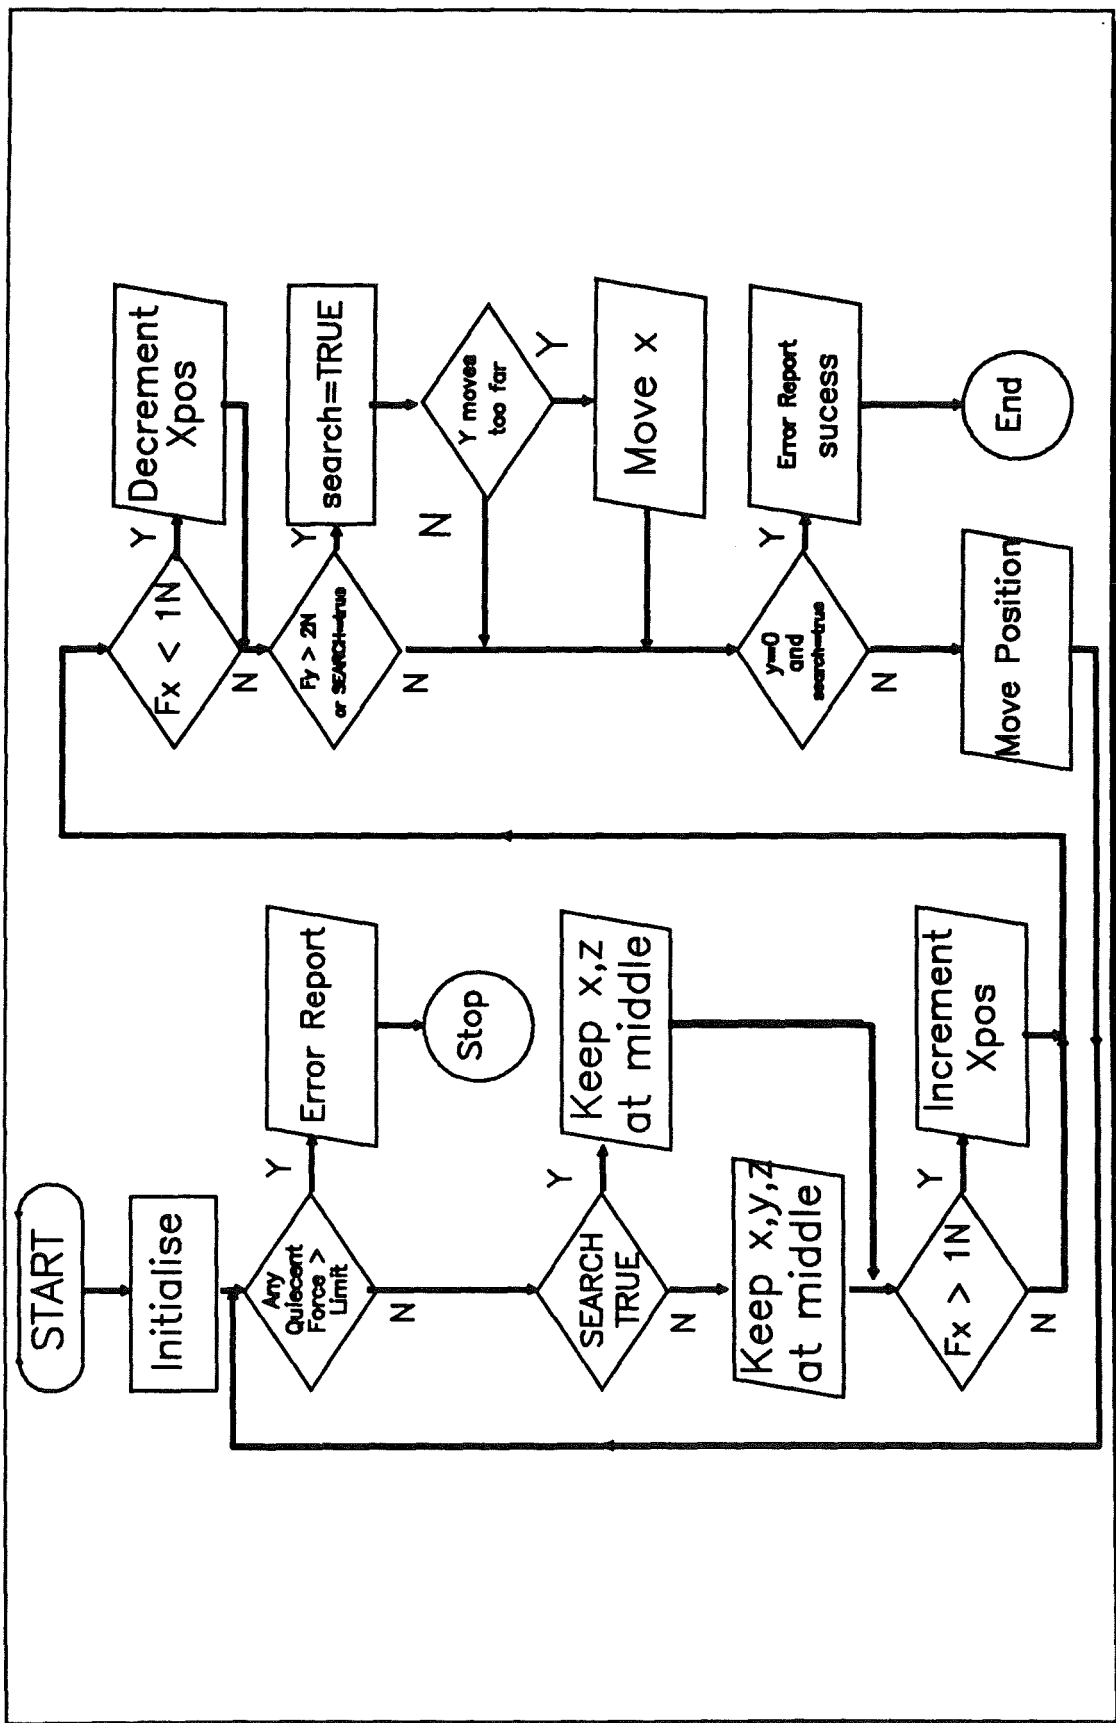 START
Initialise
Any
Quiecent
Force >
Limit
Y
N
Error Report
Stop
SEARCH
TRUE
Y
N
Keep x,z
at middle
Keep x,y,z
at middle
Fx > 1N
Y
N
Increment
Xpos
Fx < 1N
Y
N
Decrement
Xpos
Fy > 2N
or SEARCH=true
Y
N
search=TRUE
Y moves
too far
N
Y
Move x
y=0
and
search=true
Y
N
Error Report
sucess
End
Move Position